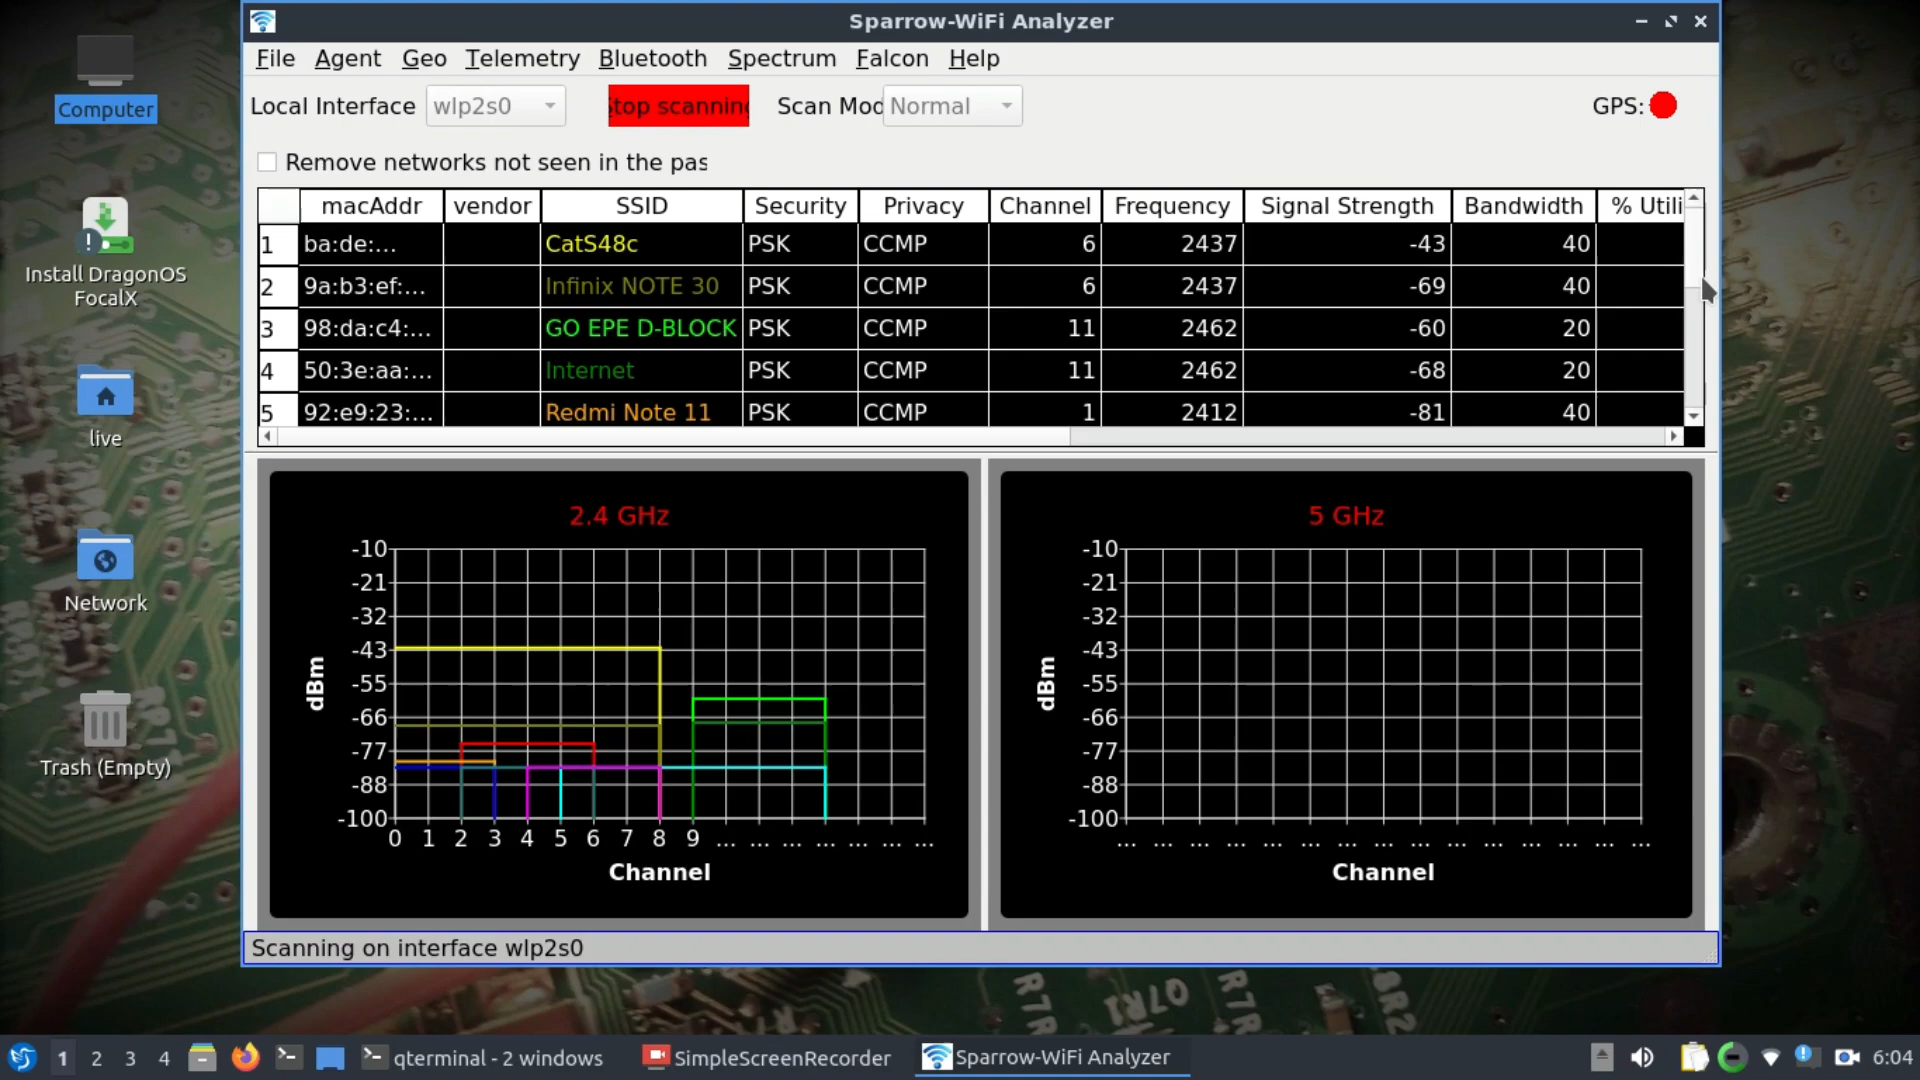 Sparrow-WiFi Analyzer
Computer
Install DragonOS
FocalX
live
Network
Trash (Empty)
File Agent Geo Telemetry Bluetooth Spectrum Falcon Help
Local Interface wlp2s0 Stop scanning Scan Mod Normal GPS:
Remove networks not seen in the pas
macAddr vendor SSID Security Privacy Channel Frequency Signal Strength Bandwidth % Utili
1 ba:de:... CatS48c PSK CCMP 6 2437 -43 40
2 9a:b3:ef:... Infinix NOTE 30 PSK CCMP 6 2437 -69 40
3 98:da:c4:... GO EPE D-BLOCK PSK CCMP 11 2462 -60 20
4 50:3e:aa:... Internet PSK CCMP 11 2462 -68 20
5 92:e9:23:... Redmi Note 11 PSK CCMP 1 2412 -81 40
2.4 GHz
-10
-21
-32
-43
-55
-66
-77
-88
-100
dBm
0 1 2 3 4 5 6 7 8 9 ... ... ... ... ... ... ...
Channel
5 GHz
-10
-21
-32
-43
-55
-66
-77
-88
-100
dBm
... ... ... ... ... ... ... ... ... ... ... ... ... ... ...
Channel
Scanning on interface wlp2s0
R7R
Q7R1
R7R
8R2
1 2 3 4 qterminal - 2 windows SimpleScreenRecorder Sparrow-WiFi Analyzer 6:04